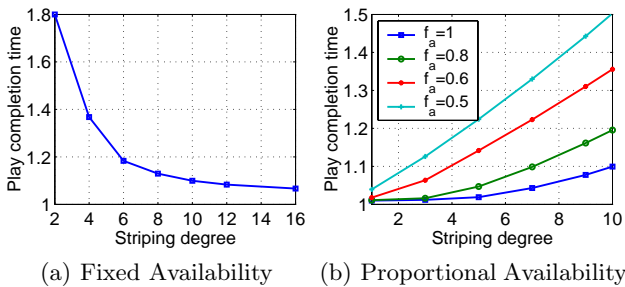 Play completion time
1.8
1.6
1.4
1.2
1
2 4 6 8 10 12 14 16
Striping degree
(a) Fixed Availability
Play completion time
1.5
1.4
1.3
1.2
1.1
1
2 4 6 8 10
Striping degree
f_a=1
f_a=0.8
f_a=0.6
f_a=0.5
(b) Proportional Availability